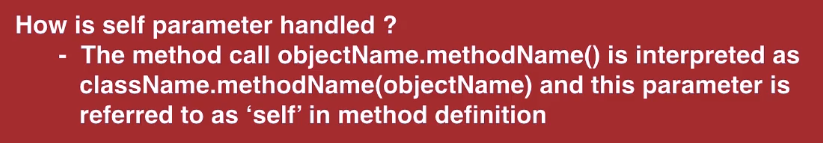 How is self parameter handled ?
- The method call objectName.methodName() is interpreted as
className.methodName(objectName) and this parameter is
referred to as ‘self’ in method definition